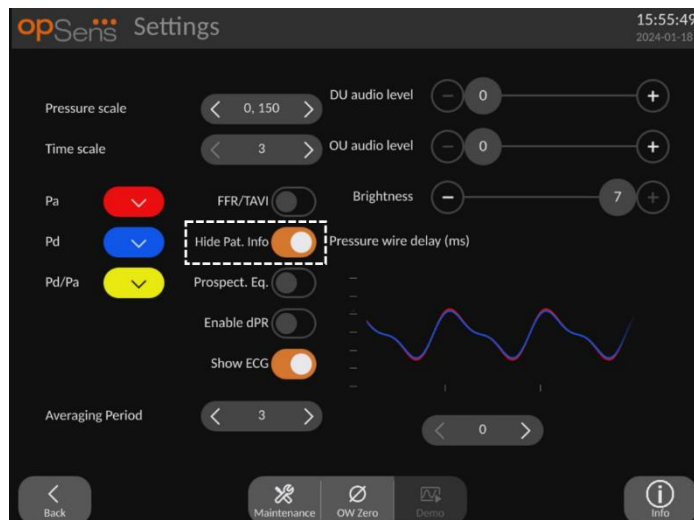 opSens Settings
15:55:49
2024-01-18
Pressure scale
0, 150
DU audio level
0
Time scale
3
OU audio level
0
Pa
FFR/TAVI
Brightness
7
Pd
Hide Pat. Info
Pressure wire delay (ms)
Pd/Pa
Prospect. Eq.
Enable dPR
Show ECG
Averaging Period
3
0
Back
Maintenance
OW Zero
Demo
Info